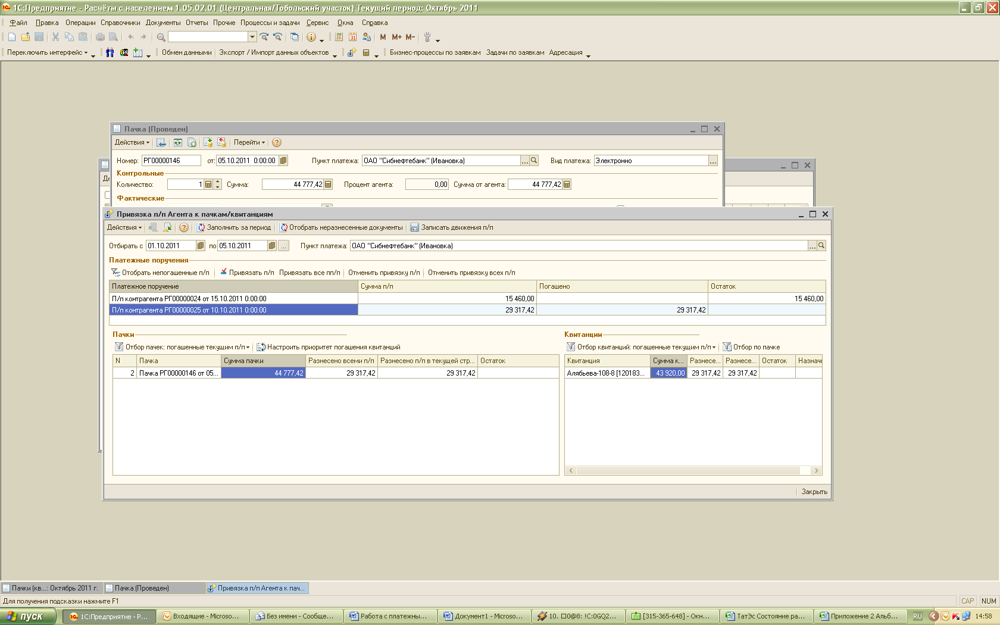 1С:Предприятие - Расчёты с населением 1.05.02.01 (Центральная/Тобольский участок) Текущий период: Октябрь 2011
Файл Правка Операции Справочники Документы Отчеты Прочие Процессы и задачи Сервис Окна Справка
M M+ M-
Переключить интерфейс Обмен данными Экспорт / Импорт данных объектов Бизнес-процессы по заявкам Задачи по заявкам Адресация
Пачка (Проведен)
Действия Перейти
Номер: РГ00000146 от: 05.10.2011 0:00:00 Пункт платежа: ОАО "Сибнефтебанк" (Ивановка) ... Вид платежа: Электронно ...
Контрольные
Количество: 1 Сумма: 44 777,42 Процент агента: 0,00 Сумма от агента: 44 777,42
Фактические
Привязка п/п Агента к пачкам/квитанциям
Действия Заполнить за период Отобрать неразнесенные документы Записать движения п/п
Отбирать с 01.10.2011 по 05.10.2011 ... Пункт платежа: ОАО "Сибнефтебанк" (Ивановка) ...
Платежные поручения
Отобрать непогашенные п/п Привязать п/п Привязать все пп/п Отменить привязку п/п Отменить привязку всех п/п
Платежное поручение Сумма п/п Погашено Остаток
П/п контрагента РГ00000024 от 15.10.2011 0:00:00 15 460,00 15 460,00
П/п контрагента РГ00000025 от 10.10.2011 0:00:00 29 317,42 29 317,42
Пачки
Отбор пачек: погашенные текущим п/п Настроить приоритет погашения квитанций
N Пачка Сумма пачки Разнесено всеми п/п Разнесено п/п в текущей стр... Остаток
2 Пачка РГ00000146 от 05... 44 777,42 29 317,42 29 317,42
Квитанции
Отбор квитанций: погашенные текущим п/п Отбор по пачке
Квитанция Сумма к... Разнесе... Разнесе... Остаток Назначе
Алябьева-108-8 [120183... 43 920,00 29 317,42 29 317,42
Закрыть
Пачки (кв...: Октябрь 2011 г. Пачка (Проведен) Привязка п/п Агента к пач...
Для получения подсказки нажмите F1 CAP NUM
пуск 1С:Предприятие - Р... Входящие - Microso... Без имени - Сообще... Работа с платежны... Документ1 - Microso... 10. □0@8: !C:0GQ2... [315-365-648] - Окн... ТатЭс Состояние ра... Приложение 2 Альб... RU 14:58